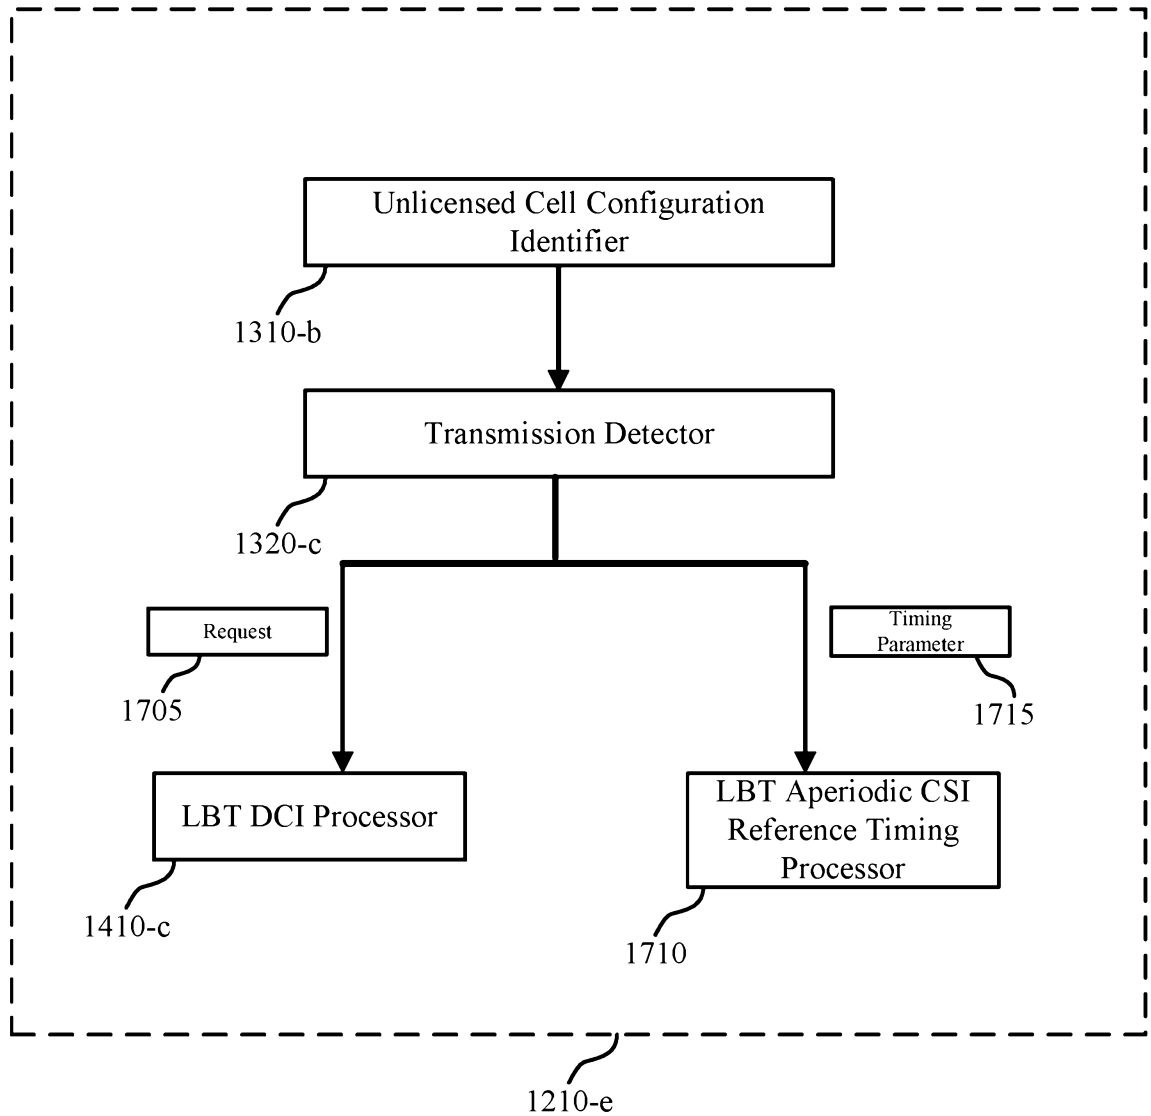 Unlicensed Cell Configuration
Identifier
1310-b
Transmission Detector
1320-c
Request
1705
Timing
Parameter
1715
LBT DCI Processor
1410-c
LBT Aperiodic CSI
Reference Timing
Processor
1710
1210-e